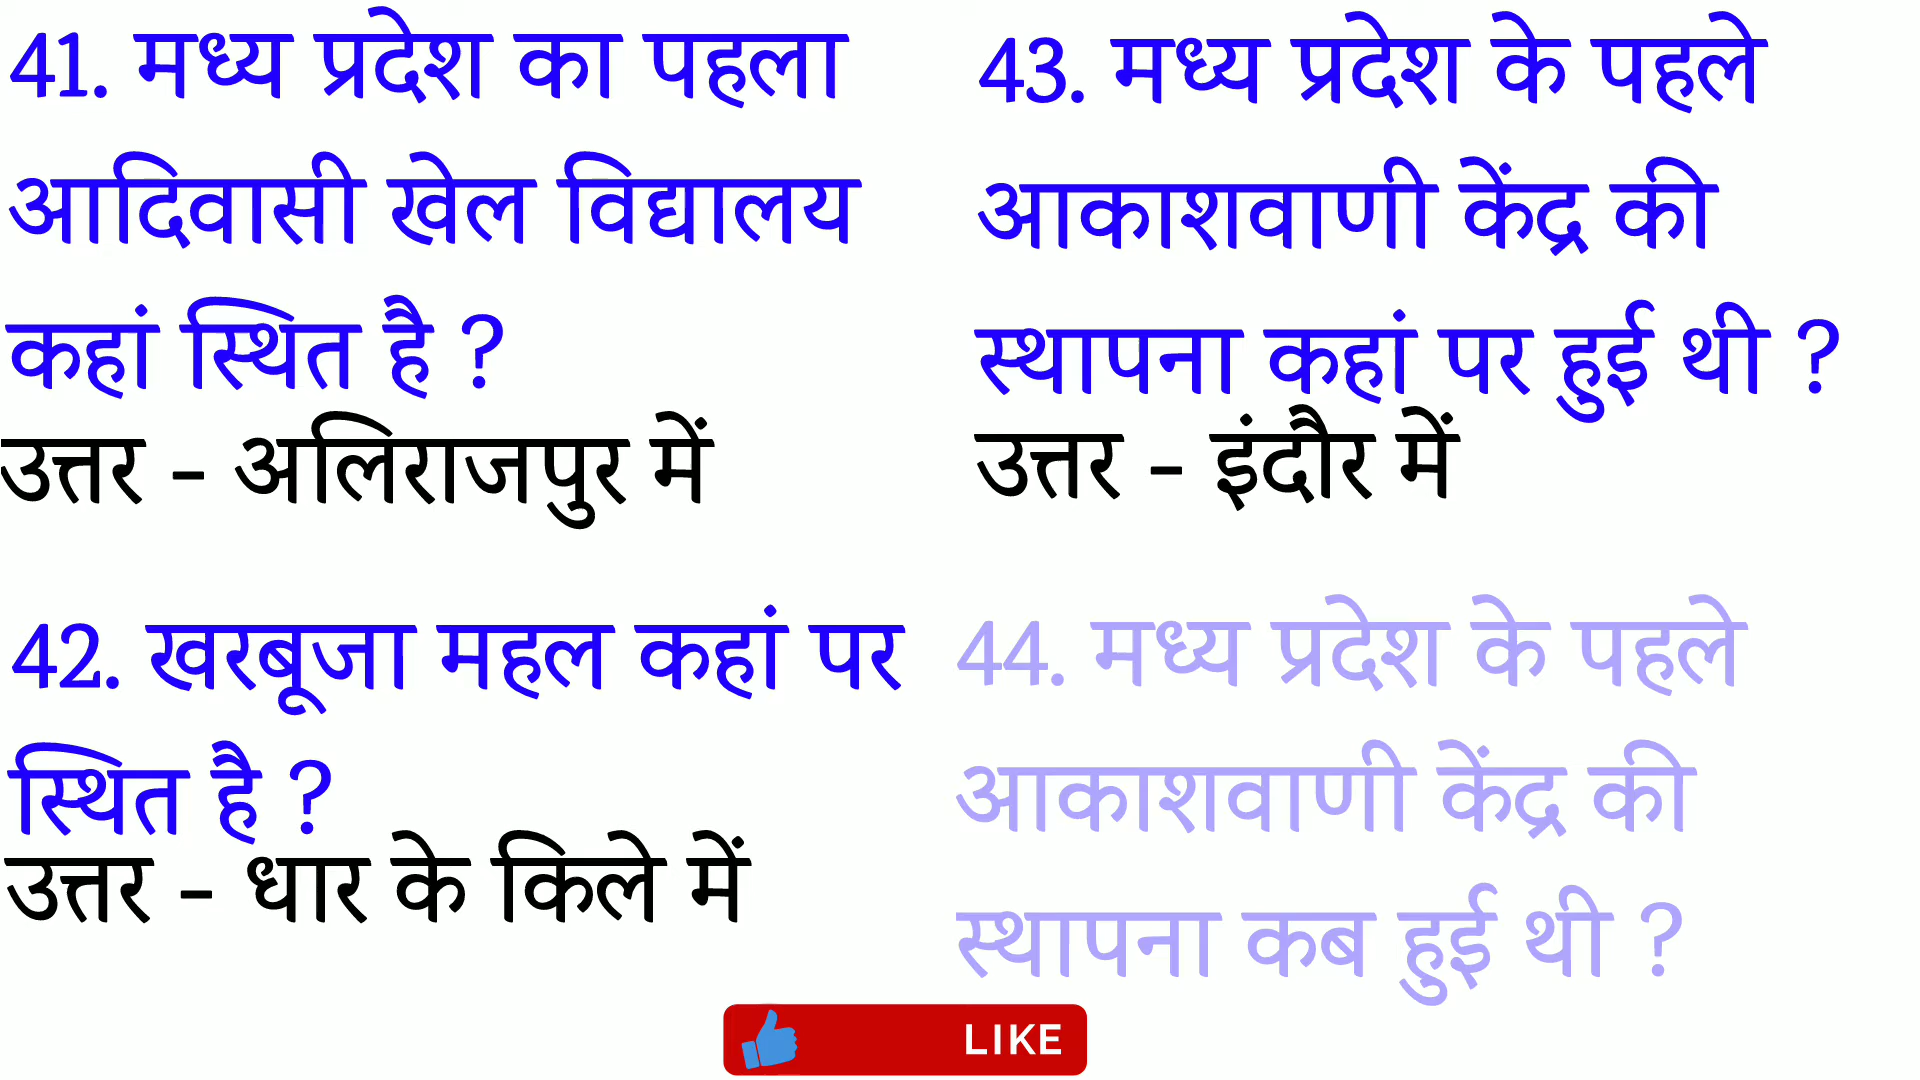 41. मध्य प्रदेश का पहला
आदिवासी खेल विद्यालय
कहां स्थित है ?
उत्तर - अलिराजपुर में
42. खरबूजा महल कहां पर
स्थित है ?
उत्तर - धार के किले में
43. मध्य प्रदेश के पहले
आकाशवाणी केंद्र की
स्थापना कहां पर हुई थी ?
उत्तर - इंदौर में
44. मध्य प्रदेश के पहले
आकाशवाणी केंद्र की
स्थापना कब हुई थी ?
LIKE